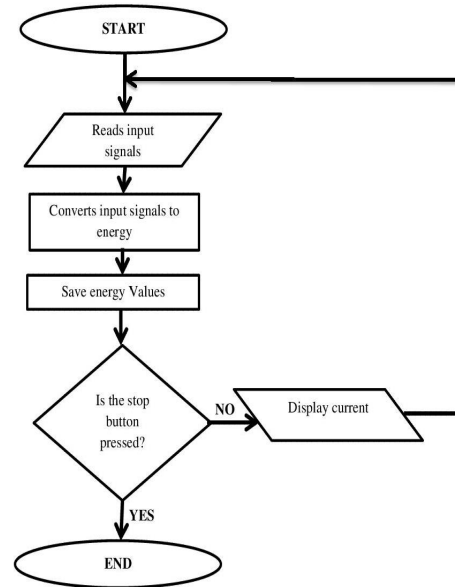 START
Reads input
signals
Converts input signals to
energy
Save energy Values
Is the stop
button
pressed?
NO
Display current
YES
END